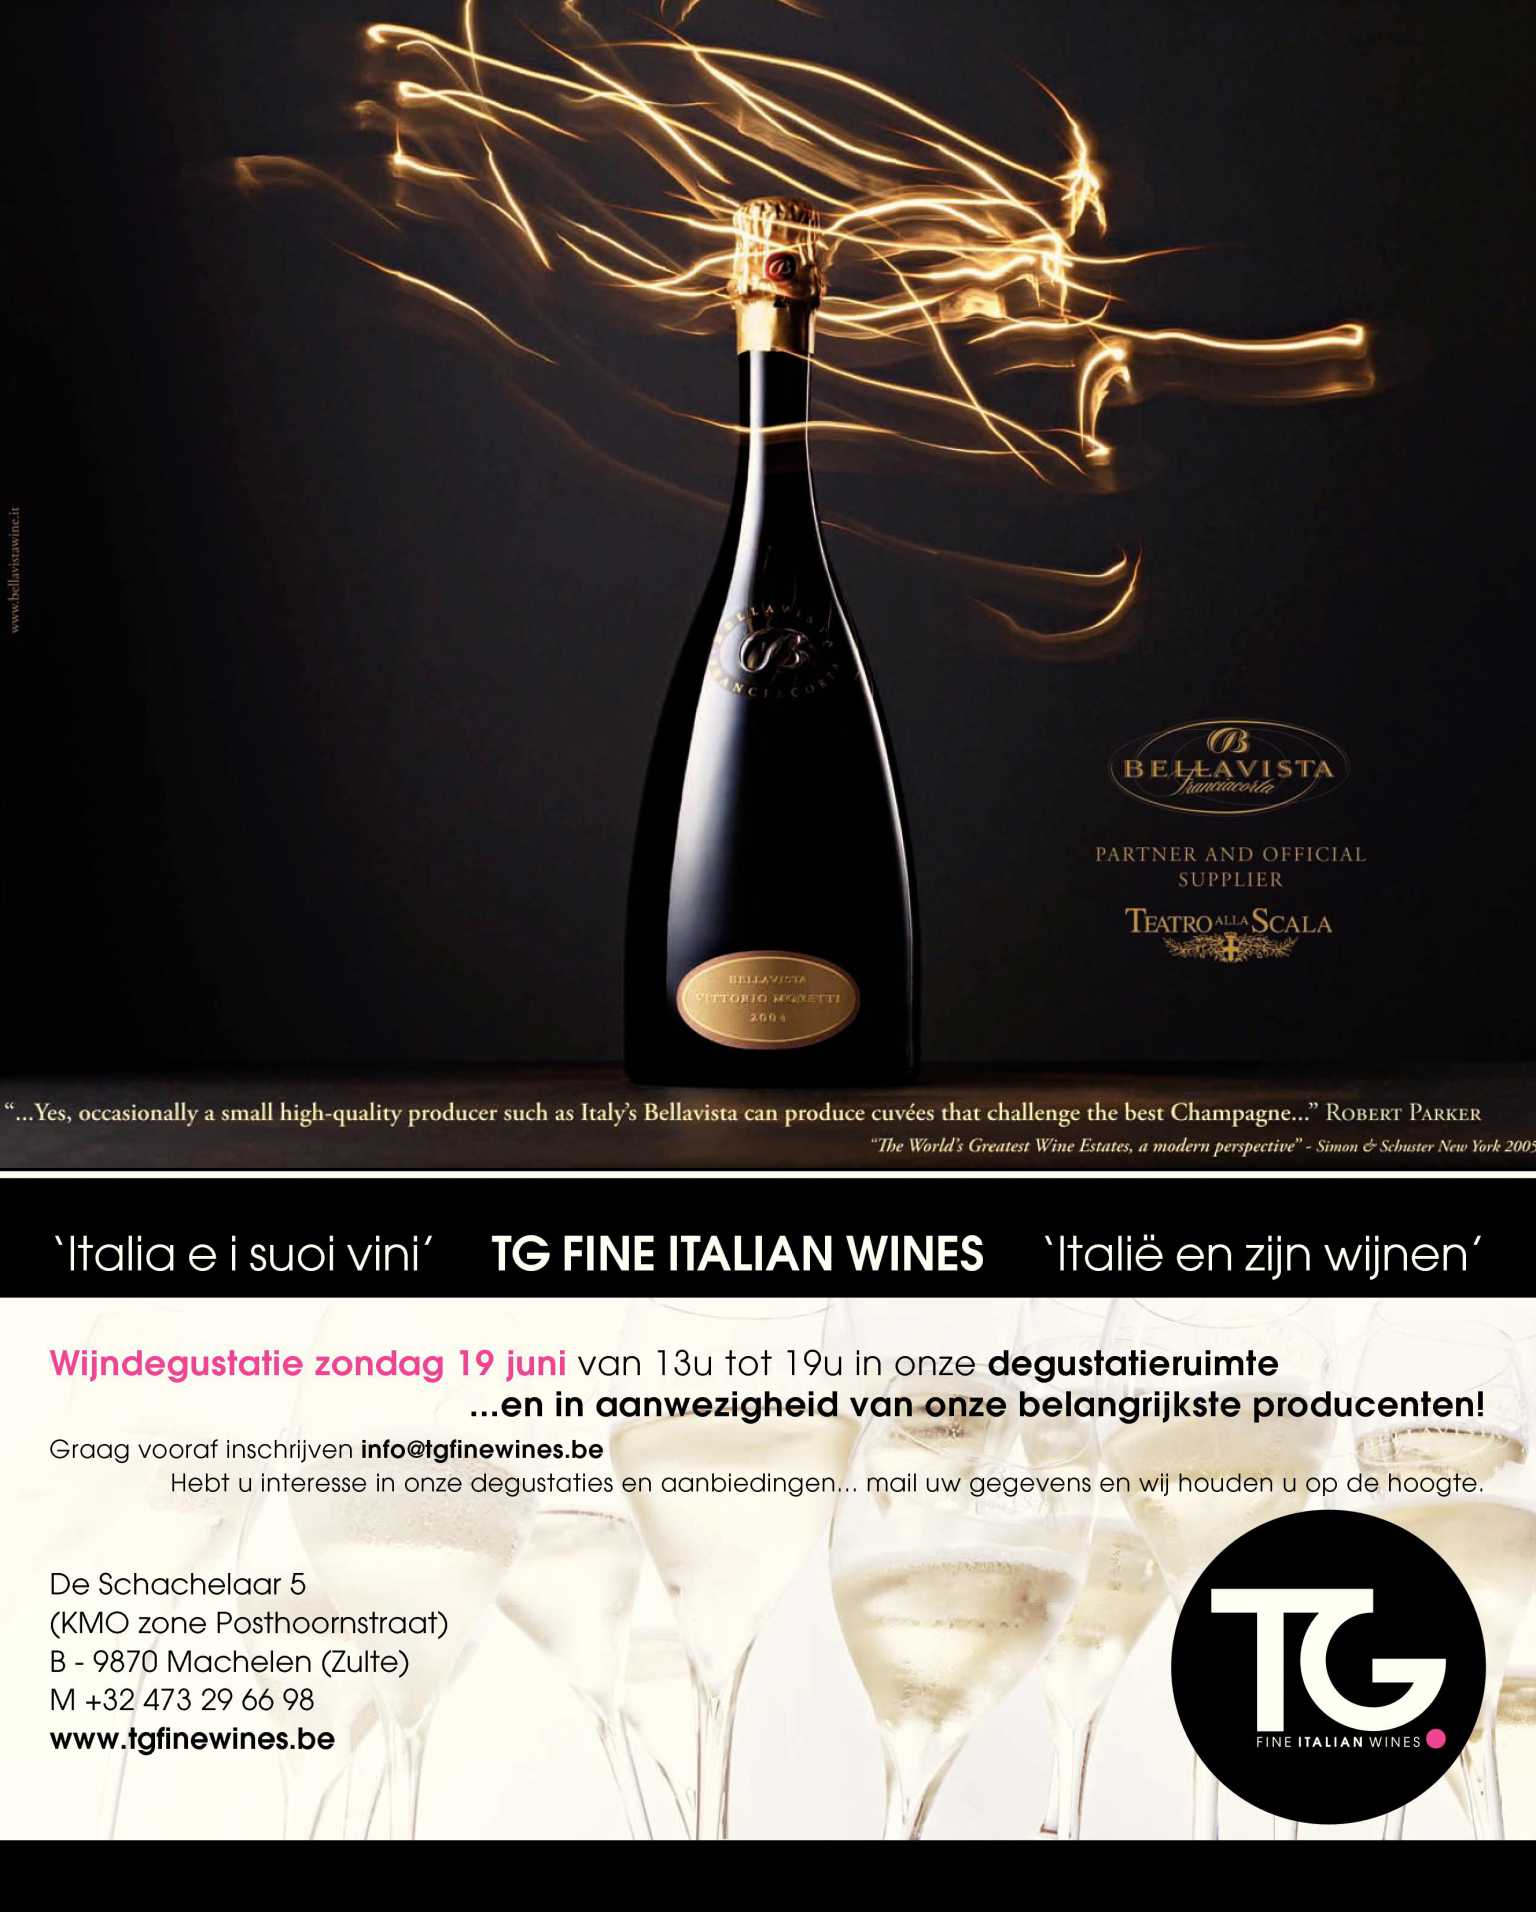 www.bellavistawine.it
B
BELLAVISTA
B
FRANCIACORTA
B
BELLAVISTA
Franciacorta
PARTNER AND OFFICIAL
SUPPLIER
TEATRO ALLA SCALA
BELLAVISTA
VITTORIO MORETTI
2004
“...Yes, occasionally a small high-quality producer such as Italy’s Bellavista can produce cuvées that challenge the best Champagne...” ROBERT PARKER
“The World’s Greatest Wine Estates, a modern perspective” - Simon & Schuster New York 2005
‘Italia e i suoi vini’ TG FINE ITALIAN WINES ‘Italië en zijn wijnen’
Wijndegustatie zondag 19 juni van 13u tot 19u in onze degustatieruimte
...en in aanwezigheid van onze belangrijkste producenten!
Graag vooraf inschrijven info@tgfinewines.be
Hebt u interesse in onze degustaties en aanbiedingen... mail uw gegevens en wij houden u op de hoogte.
De Schachelaar 5
(KMO zone Posthoornstraat)
B - 9870 Machelen (Zulte)
M +32 473 29 66 98
www.tgfinewines.be
TG
FINE ITALIAN WINES